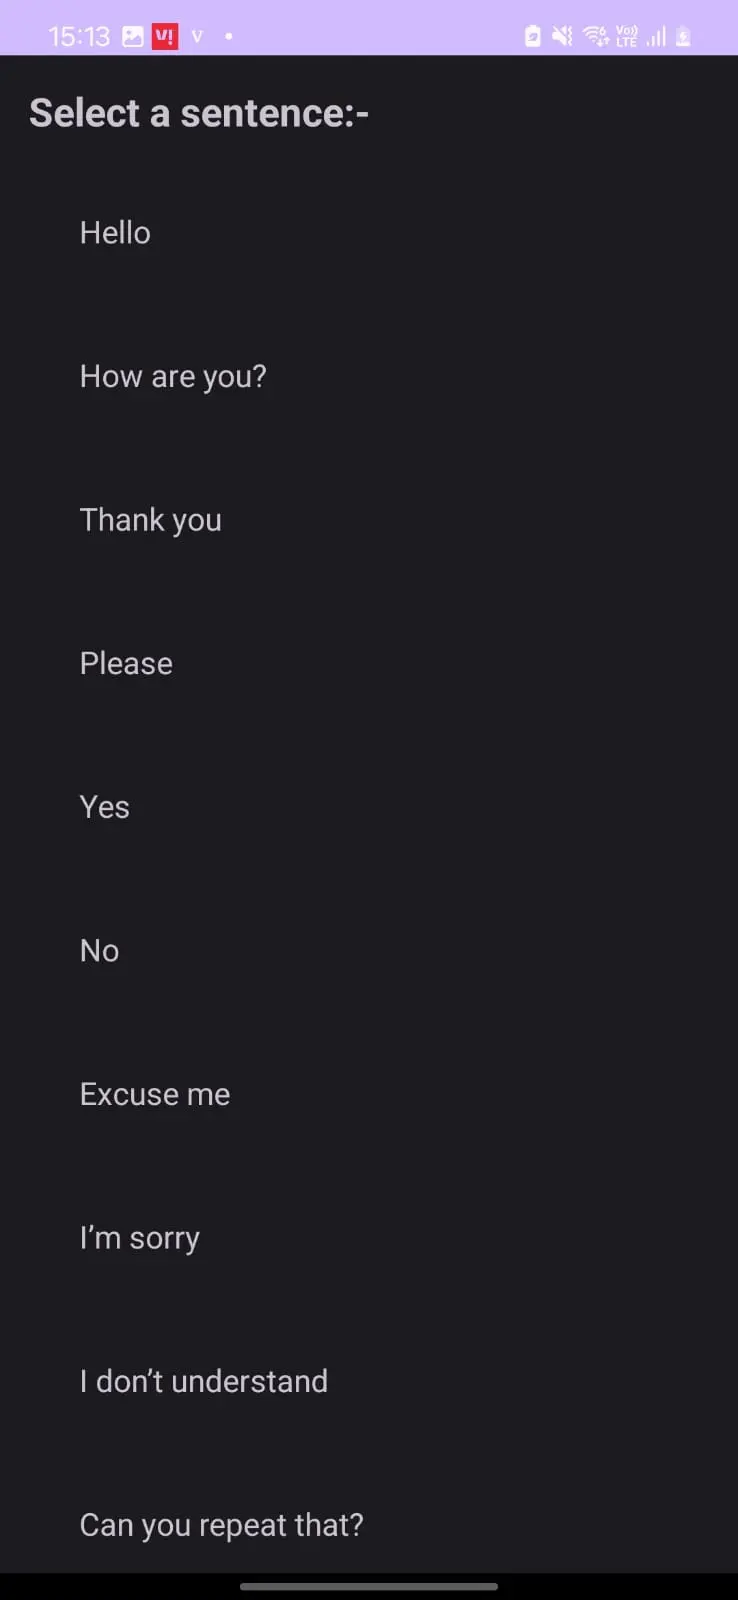 15:13 V! V Vo)) LTE
Select a sentence:-
Hello
How are you?
Thank you
Please
Yes
No
Excuse me
I’m sorry
I don’t understand
Can you repeat that?